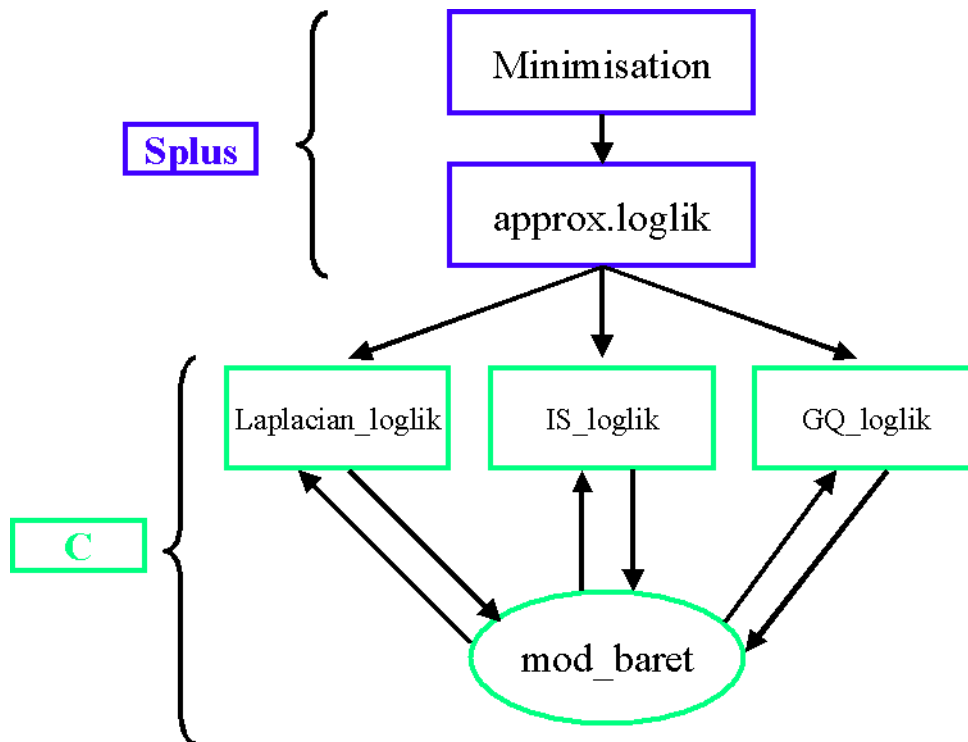 Minimisation
Splus
approx.loglik
Laplacian_loglik
IS_loglik
GQ_loglik
C
mod_baret